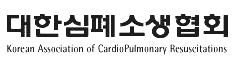 대한심폐소생협회
Korean Association of CardioPulmonary Resuscitations